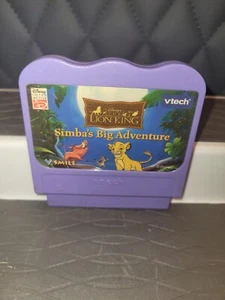 Disney
THE LION KING
vtech
Simba's Big Adventure
V.SMILE